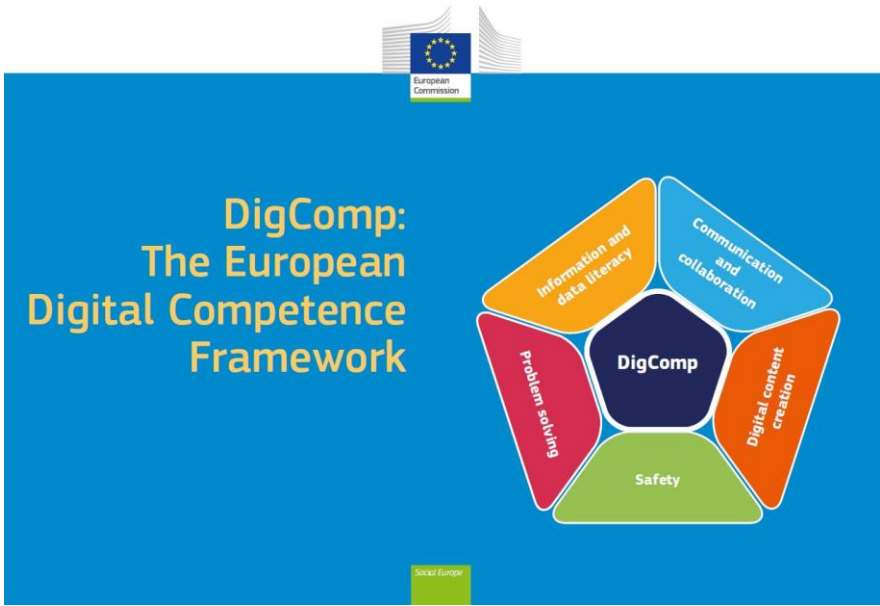 European
Commission
DigComp:
The European
Digital Competence
Framework
Information and
data literacy
Communication
and
collaboration
Problem solving
DigComp
Digital content
creation
Safety
Social Europe